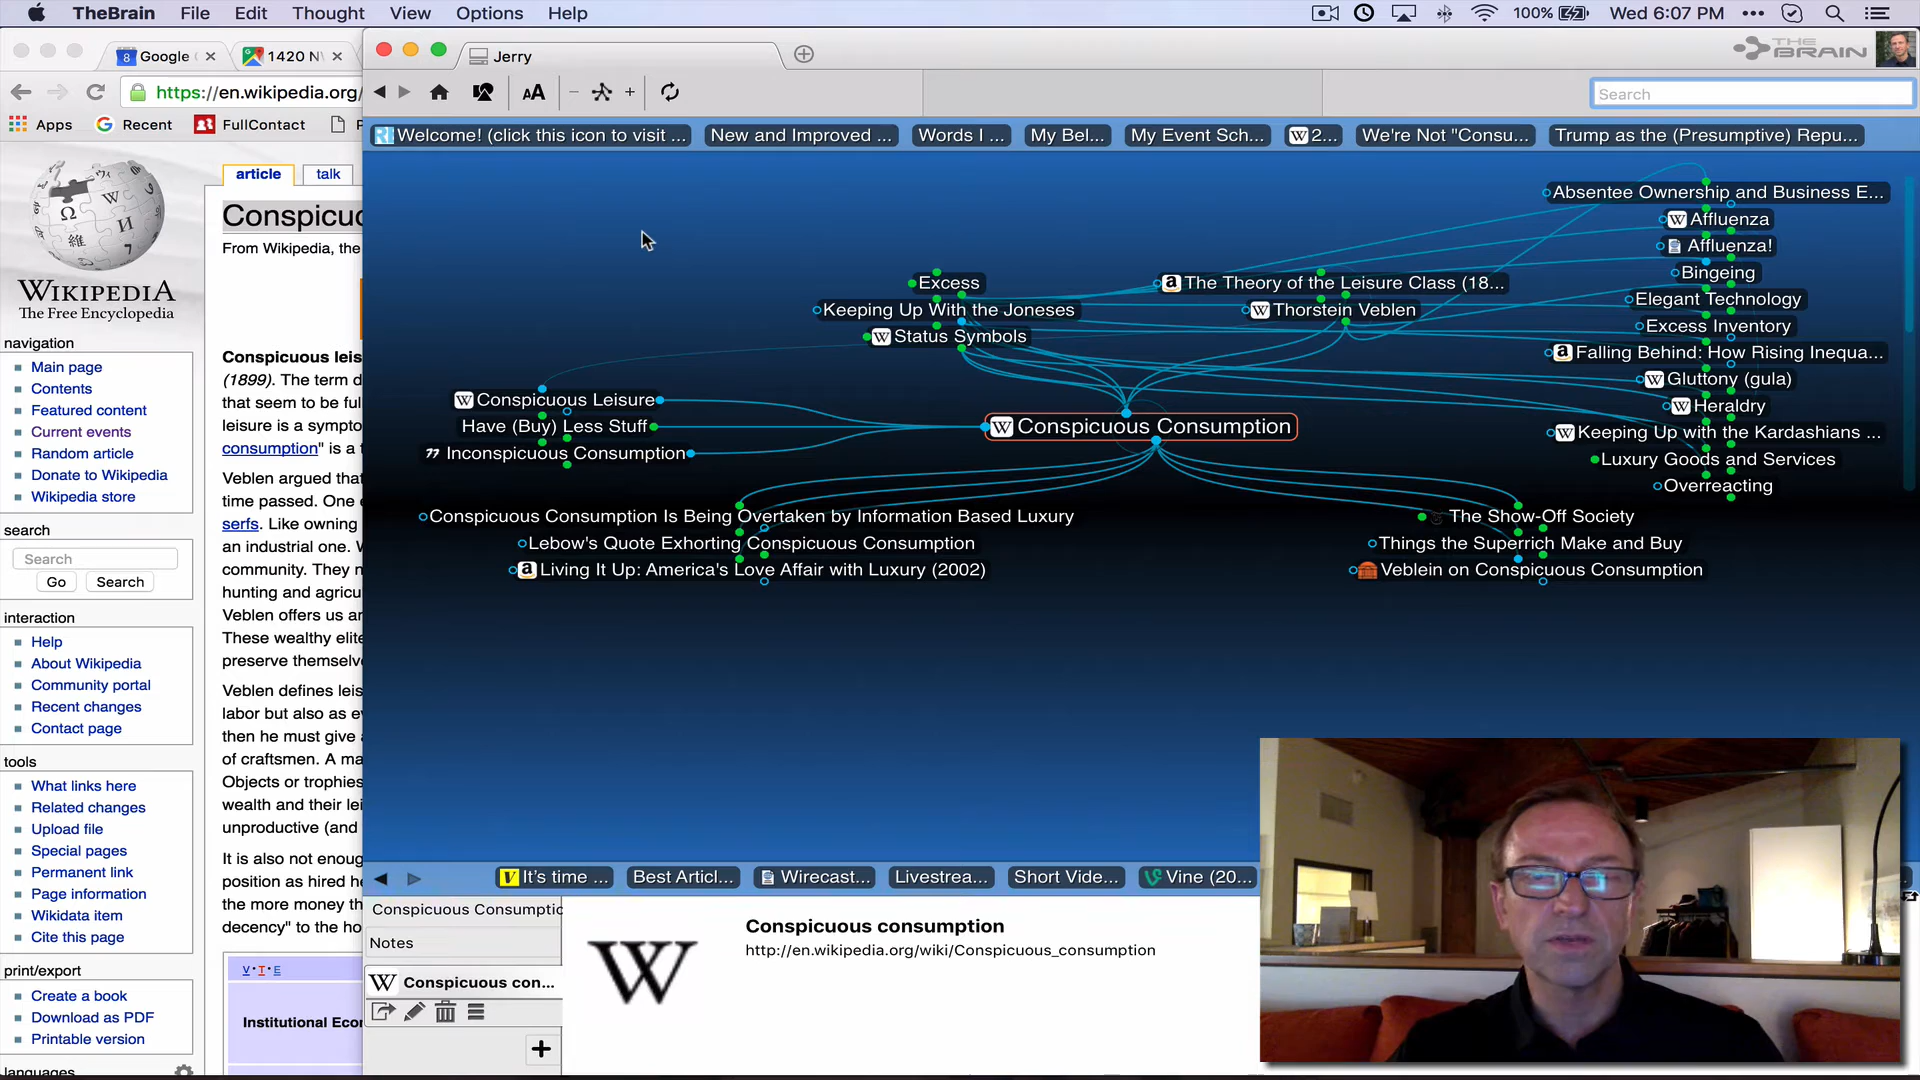 TheBrain File Edit Thought View Options Help
100% Wed 6:07 PM
Google
1420 N
Jerry
THE BRAIN
https://en.wikipedia.org/
Search
Apps Recent FullContact
Welcome! (click this icon to visit ...
New and Improved ...
Words I ...
My Bel...
My Event Sch...
2...
We're Not "Consu...
Trump as the (Presumptive) Repu...
article talk
Conspicuo
From Wikipedia, the
WIKIPEDIA
The Free Encyclopedia
navigation
Main page
Contents
Featured content
Current events
Random article
Donate to Wikipedia
Wikipedia store
search
Search
Go Search
interaction
Help
About Wikipedia
Community portal
Recent changes
Contact page
tools
What links here
Related changes
Upload file
Special pages
Permanent link
Page information
Wikidata item
Cite this page
print/export
Create a book
Download as PDF
Printable version
languages
Conspicuous leis
(1899). The term d
that seem to be ful
leisure is a sympto
consumption" is a
Veblen argued that
time passed. One
serfs. Like owning
an industrial one. W
community. They n
hunting and agricu
Veblen offers us an
These wealthy elite
preserve themselve
Veblen defines leis
labor but also as ev
then he must give
of craftsmen. A ma
Objects or trophies
wealth and their lei
unproductive (and
It is also not enoug
position as hired he
the more money th
decency" to the ho
V·T·E
Institutional Econ
Excess
Keeping Up With the Joneses
Status Symbols
The Theory of the Leisure Class (18...
Thorstein Veblen
Absentee Ownership and Business E...
Affluenza
Affluenza!
Bingeing
Elegant Technology
Excess Inventory
Falling Behind: How Rising Inequa...
Gluttony (gula)
Heraldry
Keeping Up with the Kardashians ...
Luxury Goods and Services
Overreacting
Conspicuous Leisure
Have (Buy) Less Stuff
Inconspicuous Consumption
Conspicuous Consumption
Conspicuous Consumption Is Being Overtaken by Information Based Luxury
Lebow's Quote Exhorting Conspicuous Consumption
Living It Up: America's Love Affair with Luxury (2002)
The Show-Off Society
Things the Superrich Make and Buy
Veblein on Conspicuous Consumption
It's time ...
Best Articl...
Wirecast...
Livestrea...
Short Vide...
Vine (20...
Conspicuous Consumptic
Notes
Conspicuous con...
Conspicuous consumption
http://en.wikipedia.org/wiki/Conspicuous_consumption